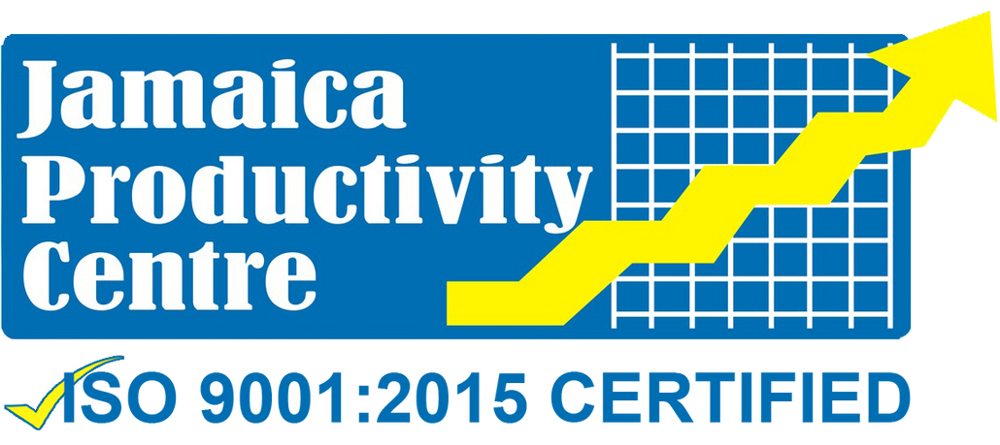 Jamaica
Productivity
Centre
ISO 9001:2015 CERTIFIED